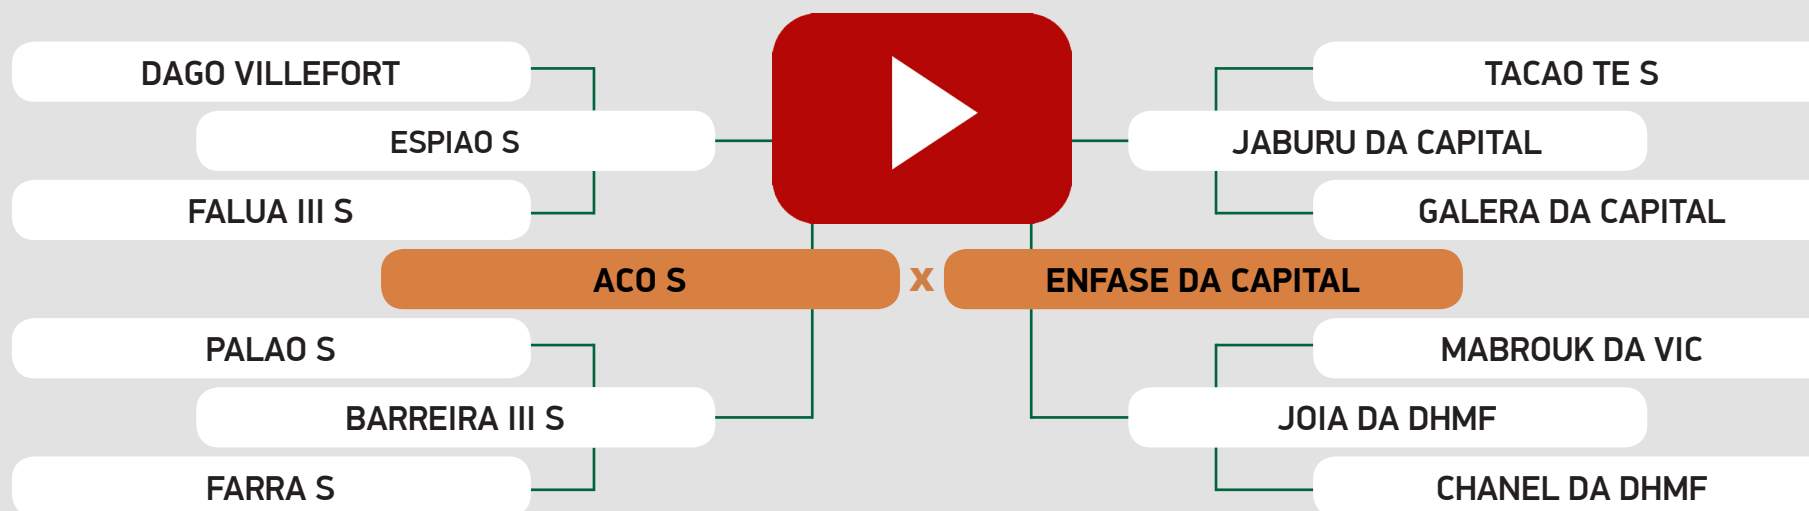 DAGO VILLEFORT
TACAO TE S
ESPIAO S
JABURU DA CAPITAL
FALUA III S
GALERA DA CAPITAL
ACO S x ENFASE DA CAPITAL
PALAO S
MABROUK DA VIC
BARREIRA III S
JOIA DA DHMF
FARRA S
CHANEL DA DHMF